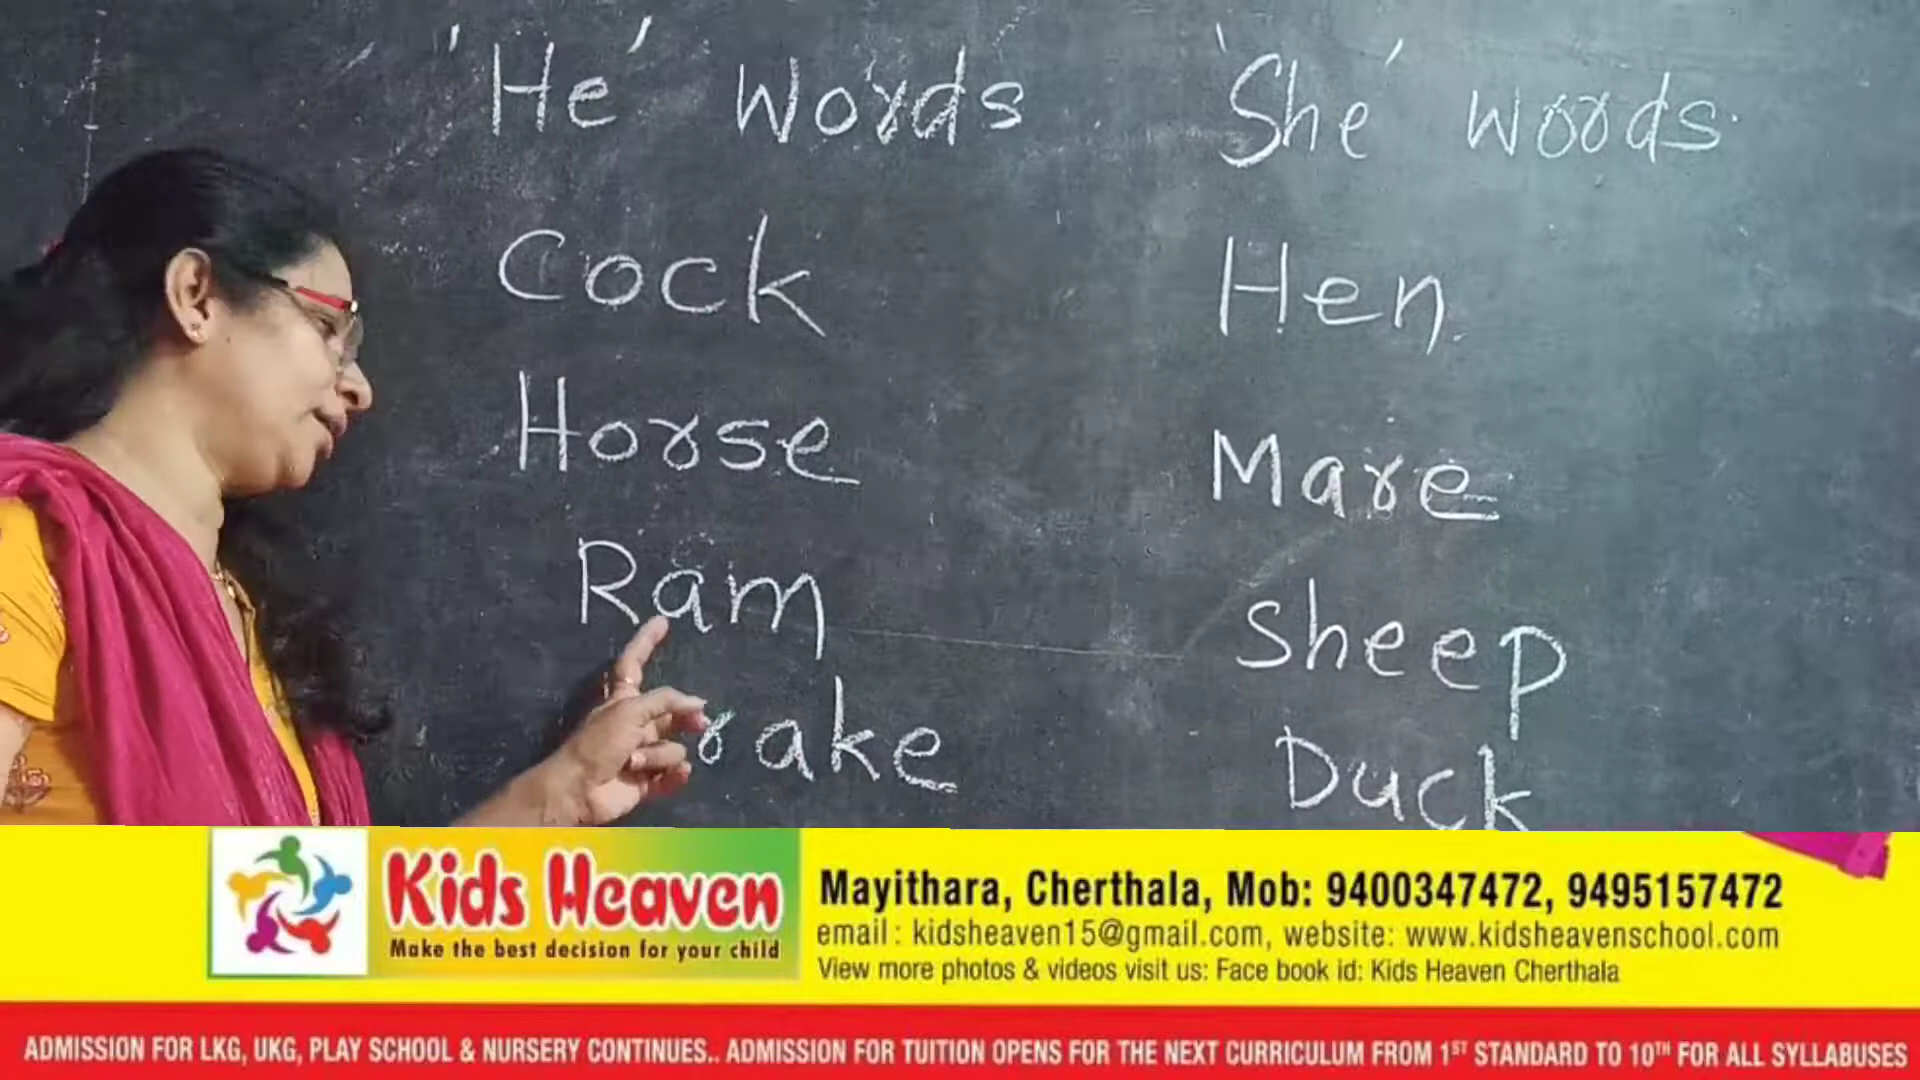 'He' Words 'She' Words
Cock Hen
Horse Mare
Ram Sheep
rake Duck
Kids Heaven
Make the best decision for your child
Mayithara, Cherthala, Mob: 9400347472, 9495157472
email : kidsheaven15@gmail.com, website: www.kidsheavenschool.com
View more photos & videos visit us: Face book id: Kids Heaven Cherthala
ADMISSION FOR LKG, UKG, PLAY SCHOOL & NURSERY CONTINUES.. ADMISSION FOR TUITION OPENS FOR THE NEXT CURRICULUM FROM 1ST STANDARD TO 10TH FOR ALL SYLLABUSES